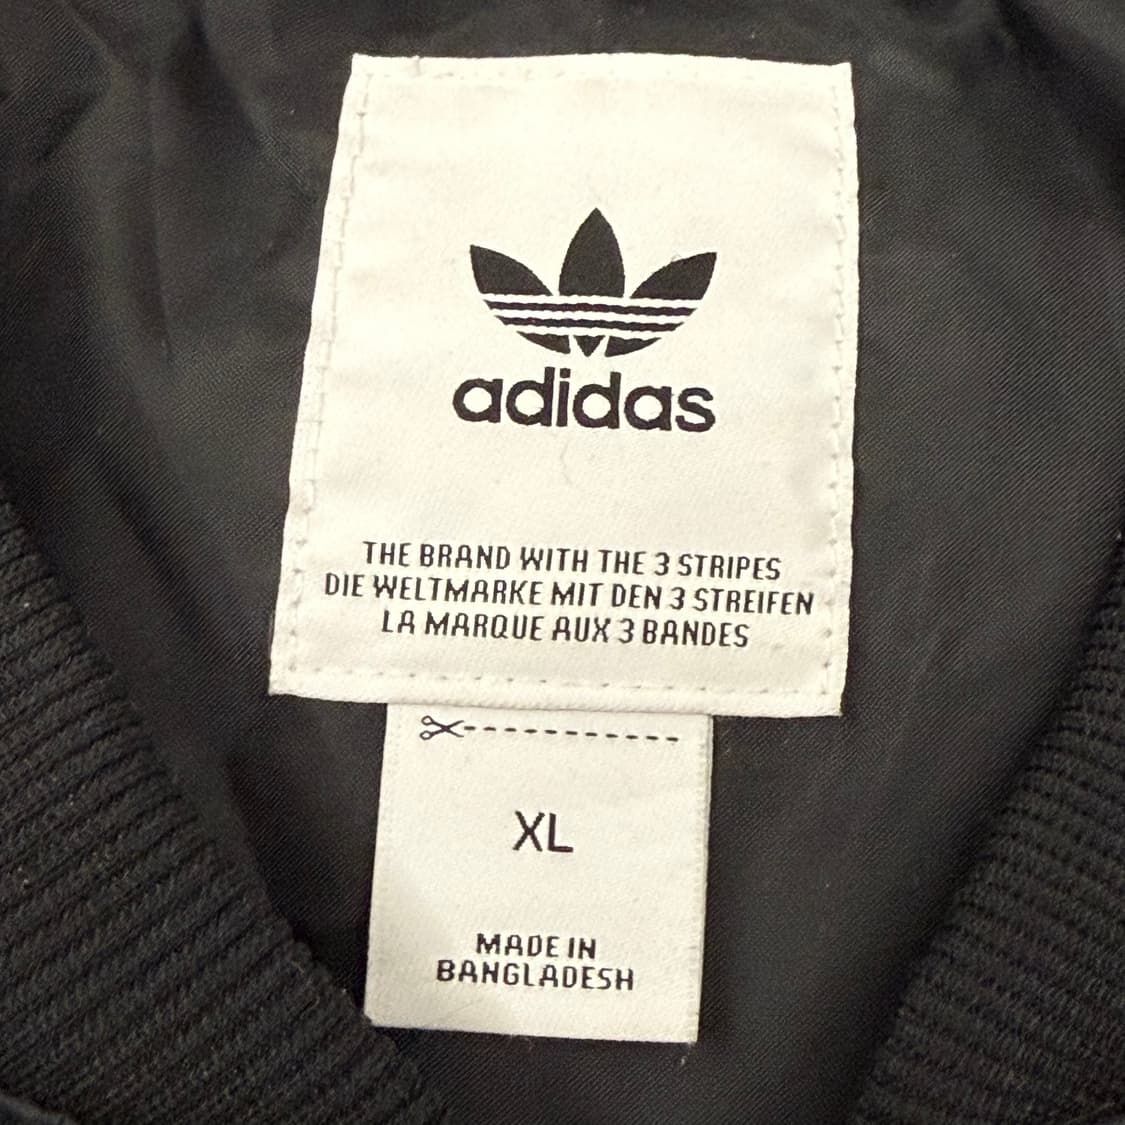 adidas
THE BRAND WITH THE 3 STRIPES
DIE WELTMARKE MIT DEN 3 STREIFEN
LA MARQUE AUX 3 BANDES
XL
MADE IN
BANGLADESH